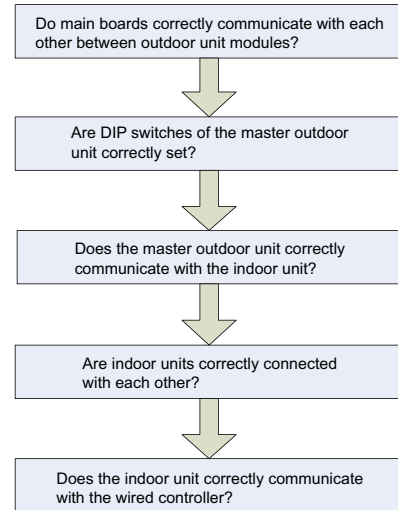 Do main boards correctly communicate with each
other between outdoor unit modules?
Are DIP switches of the master outdoor
unit correctly set?
Does the master outdoor unit correctly
communicate with the indoor unit?
Are indoor units correctly connected
with each other?
Does the indoor unit correctly communicate
with the wired controller?